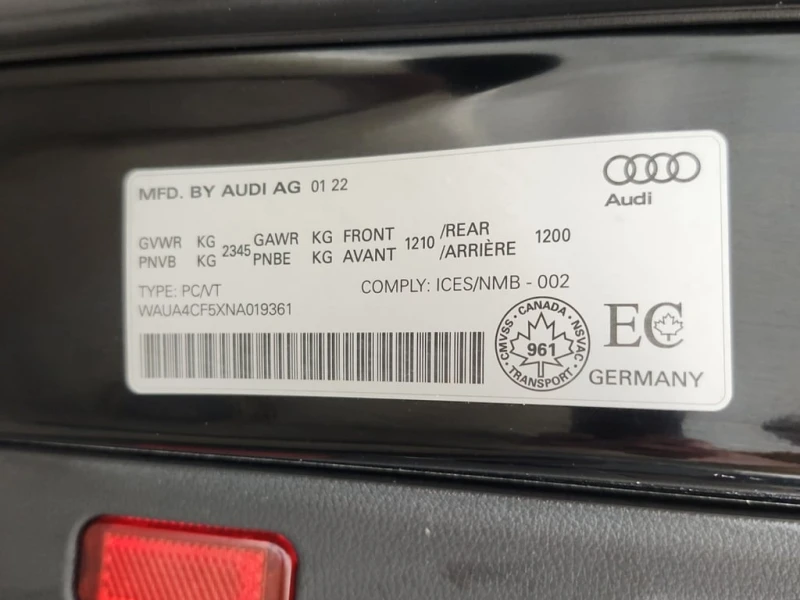 MFD. BY AUDI AG 01 22
Audi
GVWR KG 2345 GAWR KG FRONT 1210 /REAR 1200
PNVB KG PNBE KG AVANT /ARRIÈRE
TYPE: PC/VT COMPLY: ICES/NMB - 002
WAUA4CF5XNA019361
CMVSS · CANADA · NSVAC · TRANSPORT ·
961
EC
GERMANY